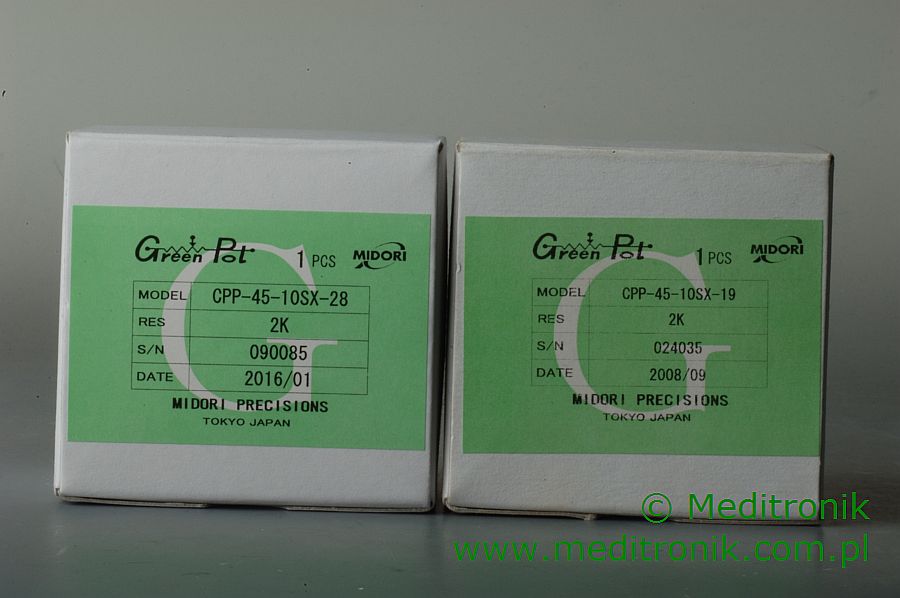 Green Pot 1 PCS MIDORI
MODEL CPP-45-10SX-28
RES 2K
S/N 090085
DATE 2016/01
MIDORI PRECISIONS
TOKYO JAPAN
G
Green Pot 1 PCS MIDORI
MODEL CPP-45-10SX-19
RES 2K
S/N 024035
DATE 2008/09
MIDORI PRECISIONS
TOKYO JAPAN
G
© Meditronik
www.meditronik.com.pl